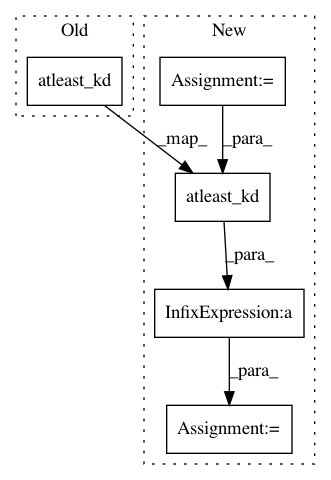 Old
New
atleast_kd
Assignment:=
_map_
_para_
atleast_kd
_para_
InfixExpression:a
_para_
Assignment:=